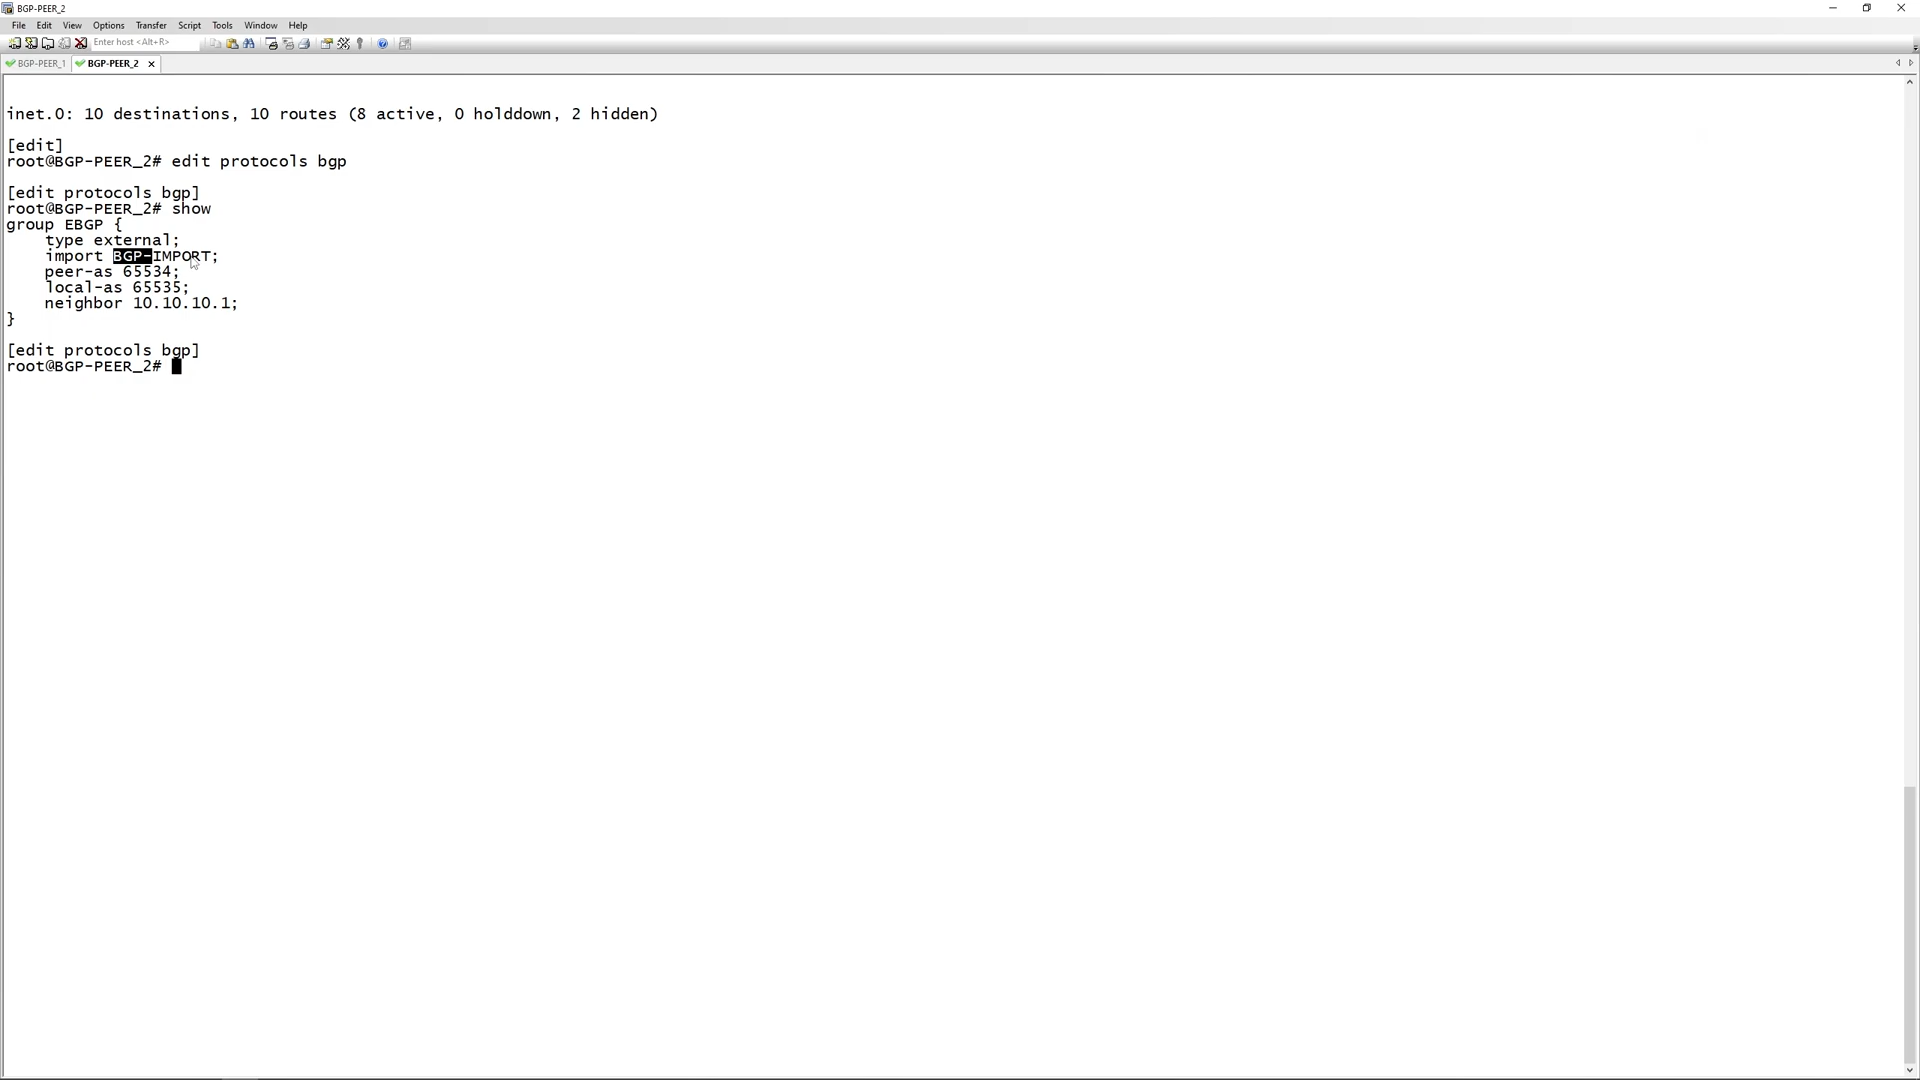 BGP-PEER_2
File Edit View Options Transfer Script Tools Window Help
Enter host <Alt+R>
BGP-PEER_1 BGP-PEER_2
inet.0: 10 destinations, 10 routes (8 active, 0 holddown, 2 hidden)
[edit]
root@BGP-PEER_2# edit protocols bgp
[edit protocols bgp]
root@BGP-PEER_2# show
group EBGP {
    type external;
    import BGP-IMPORT;
    peer-as 65534;
    local-as 65535;
    neighbor 10.10.10.1;
}
[edit protocols bgp]
root@BGP-PEER_2#